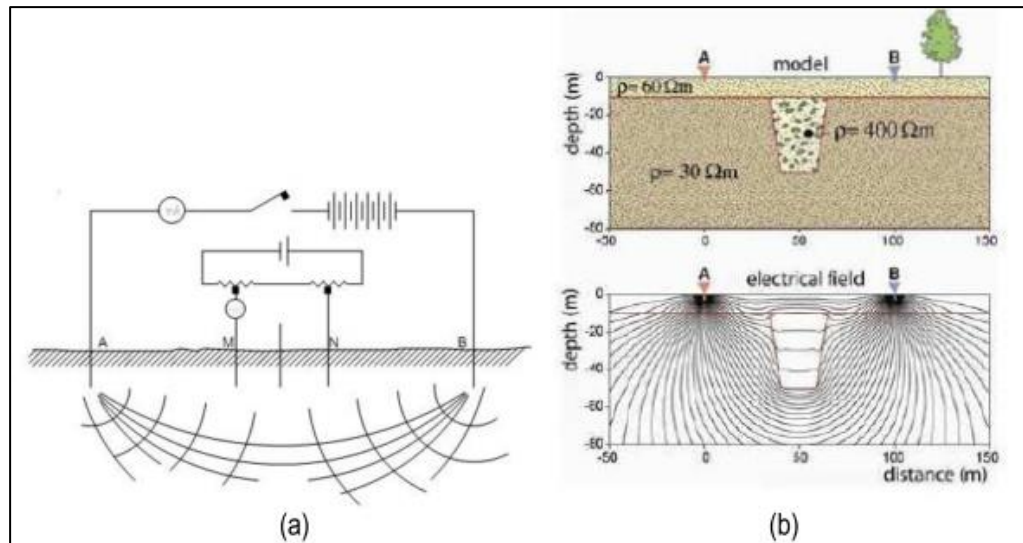 A M N B
(a)
A model B
depth (m)
0
-20
-40
-60
-80
ρ= 60 Ωm
ρ= 400 Ωm
ρ= 30 Ωm
-50 0 50 100 150
A electrical field B
depth (m)
0
-20
-40
-60
-80
-50 0 50 100 150
distance (m)
(b)